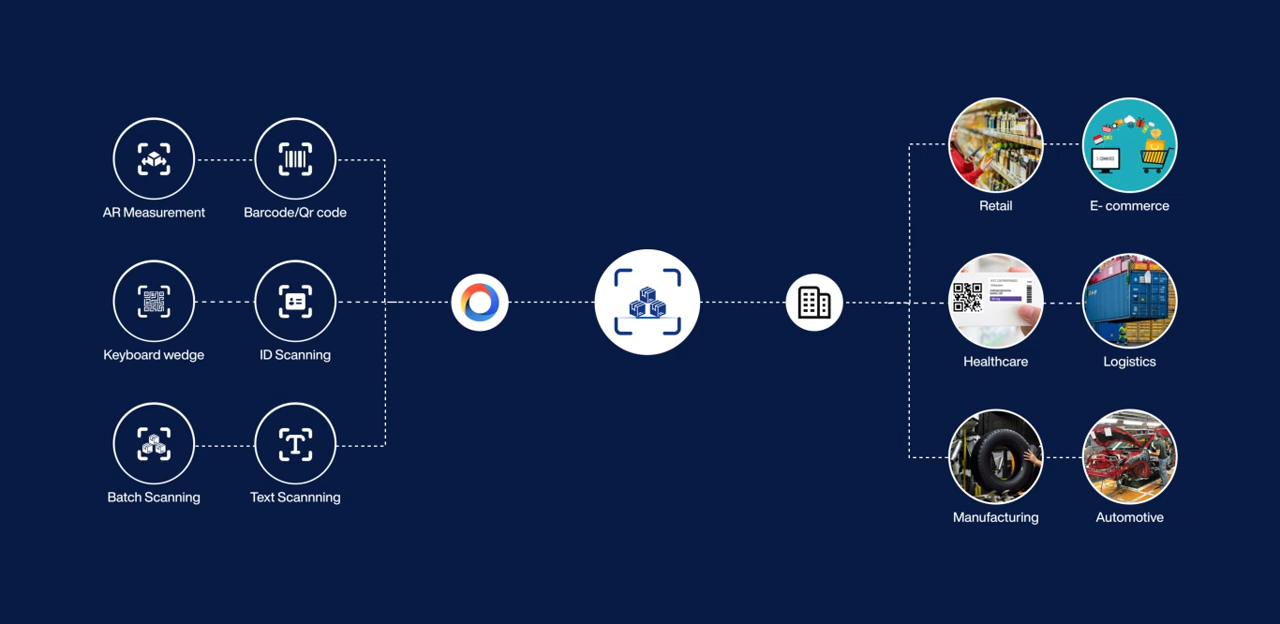 AR Measurement
Barcode/Qr code
Keyboard wedge
ID Scanning
Batch Scanning
Text Scannning
Retail
E- commerce
E-COMMERCE
Healthcare
Logistics
Manufacturing
Automotive